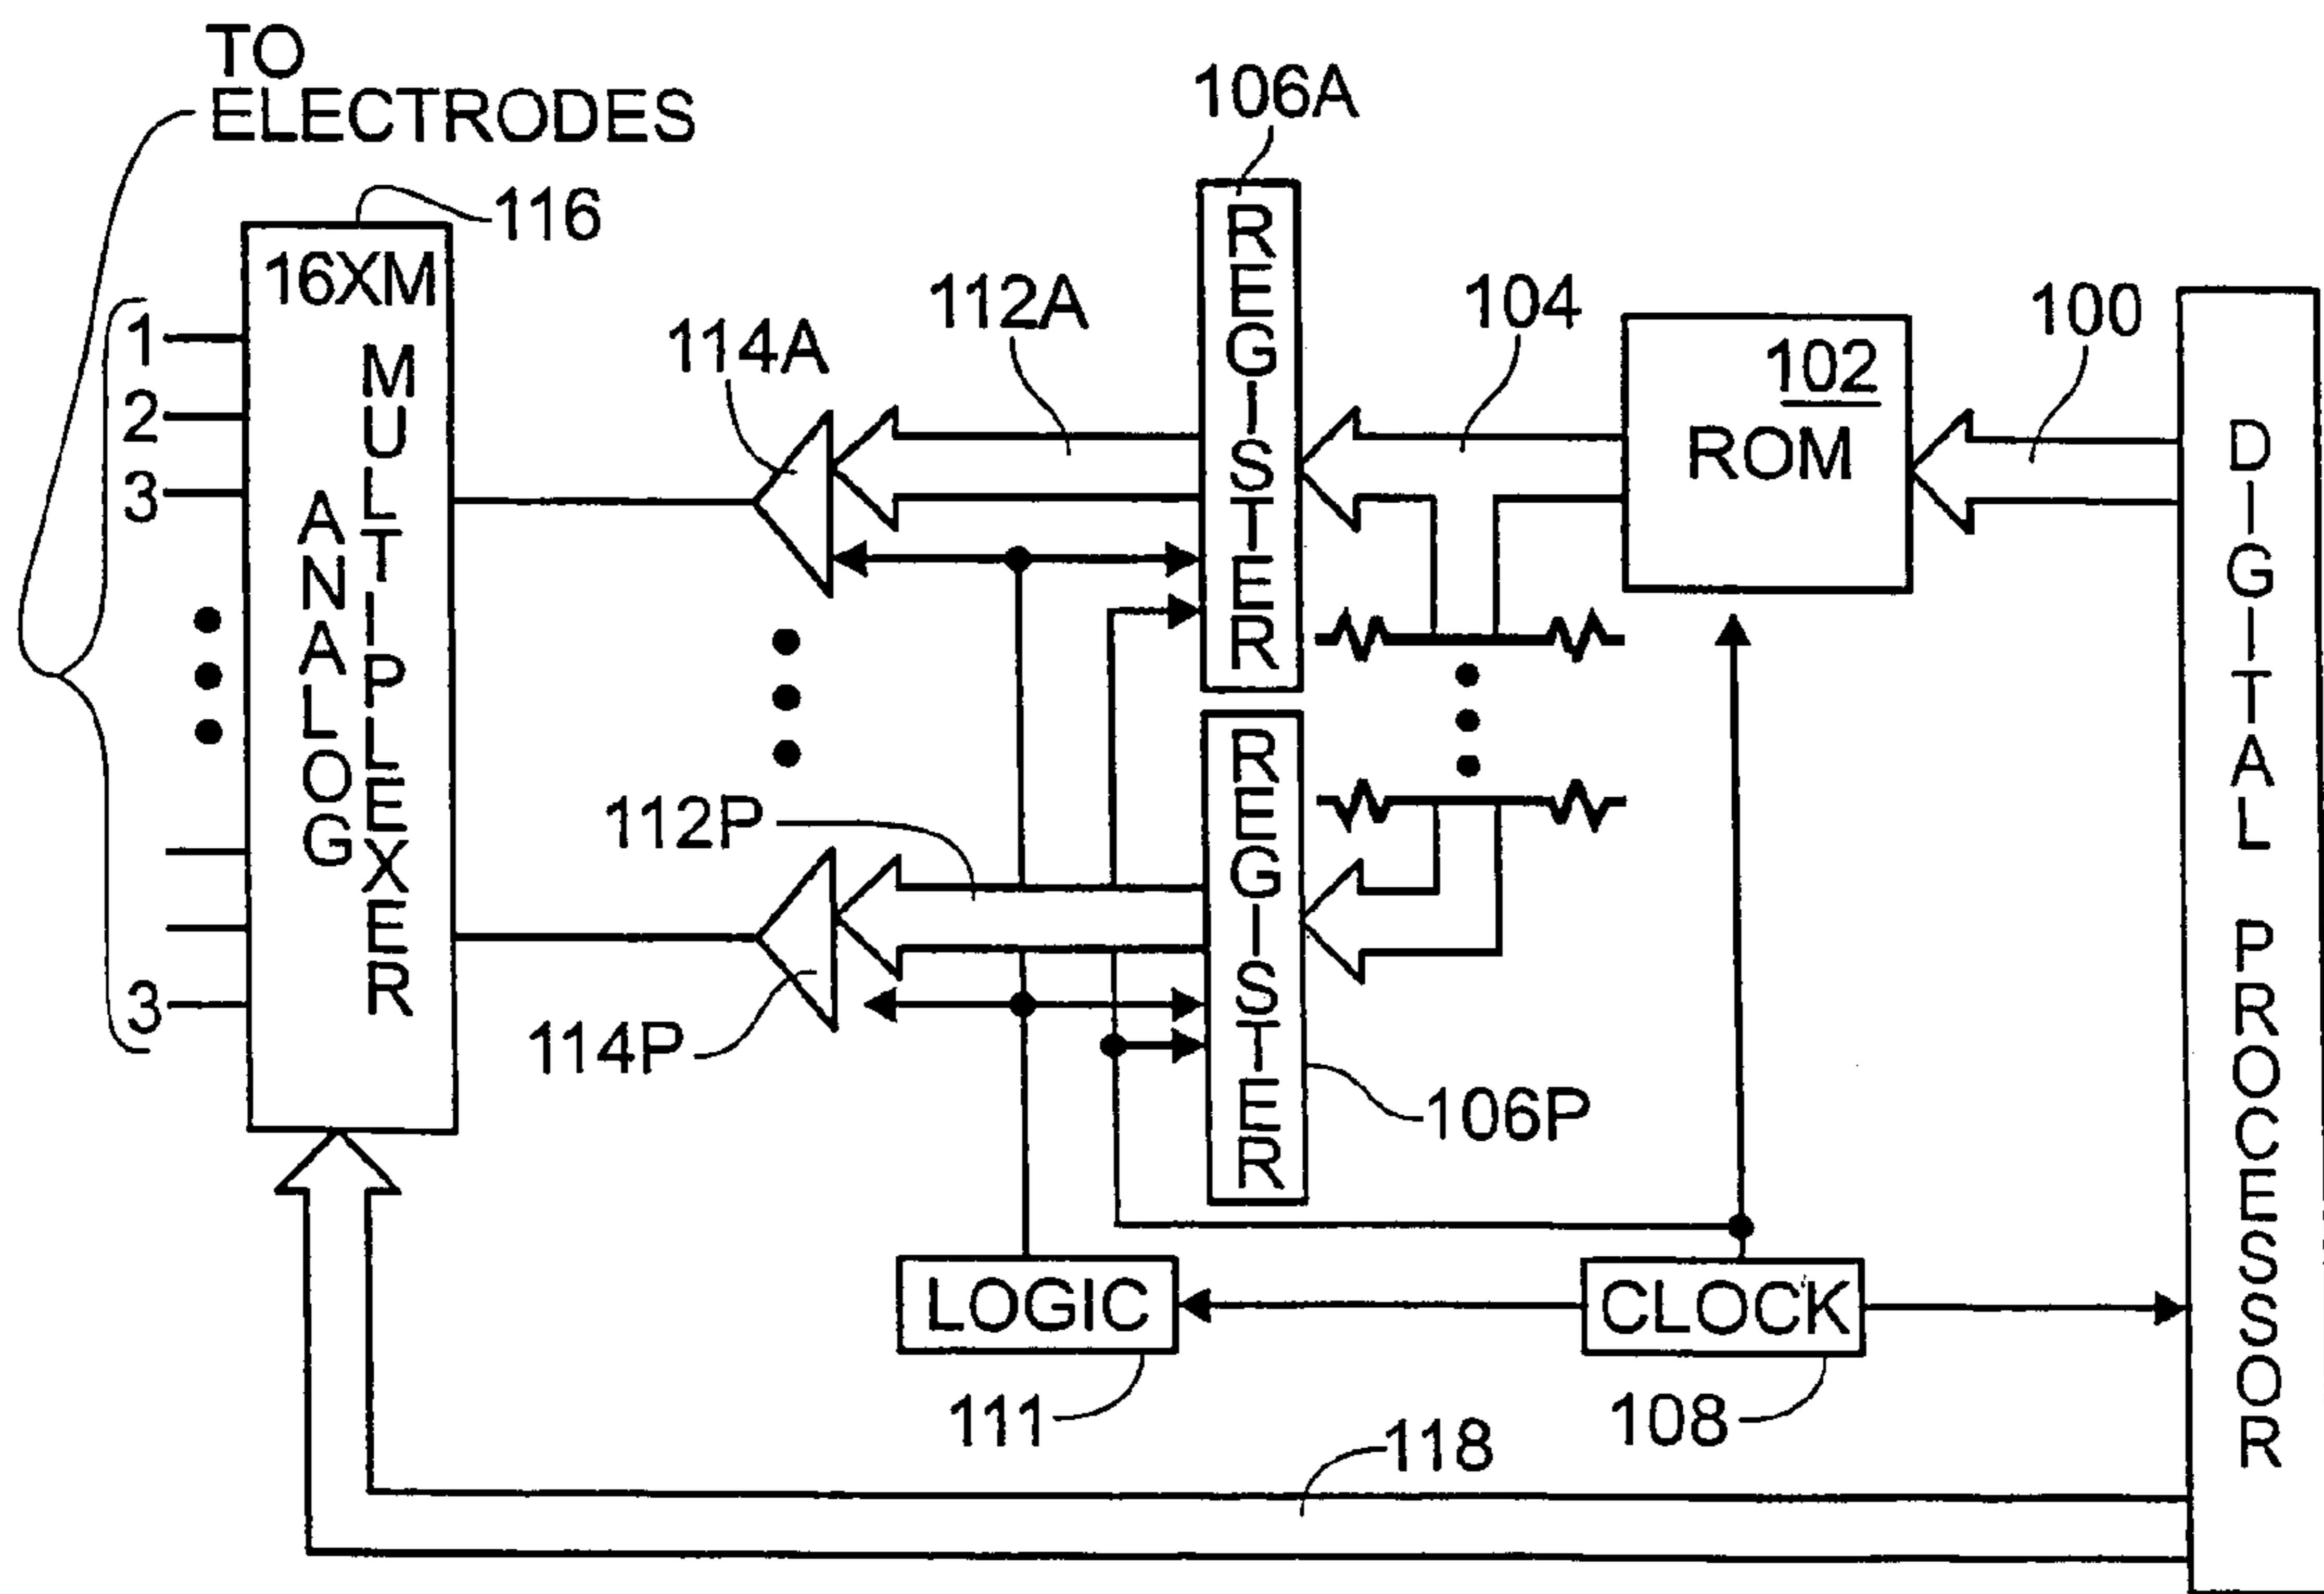 TO
ELECTRODES
106A
116
16XM
ANALOG
MULTIPLEXER
1
2
3
3
114A
112A
REGISTER
104
102
ROM
100
DIGITAL PROCESSOR
112P
114P
REGISTER
106P
LOGIC
CLOCK
111
108
118